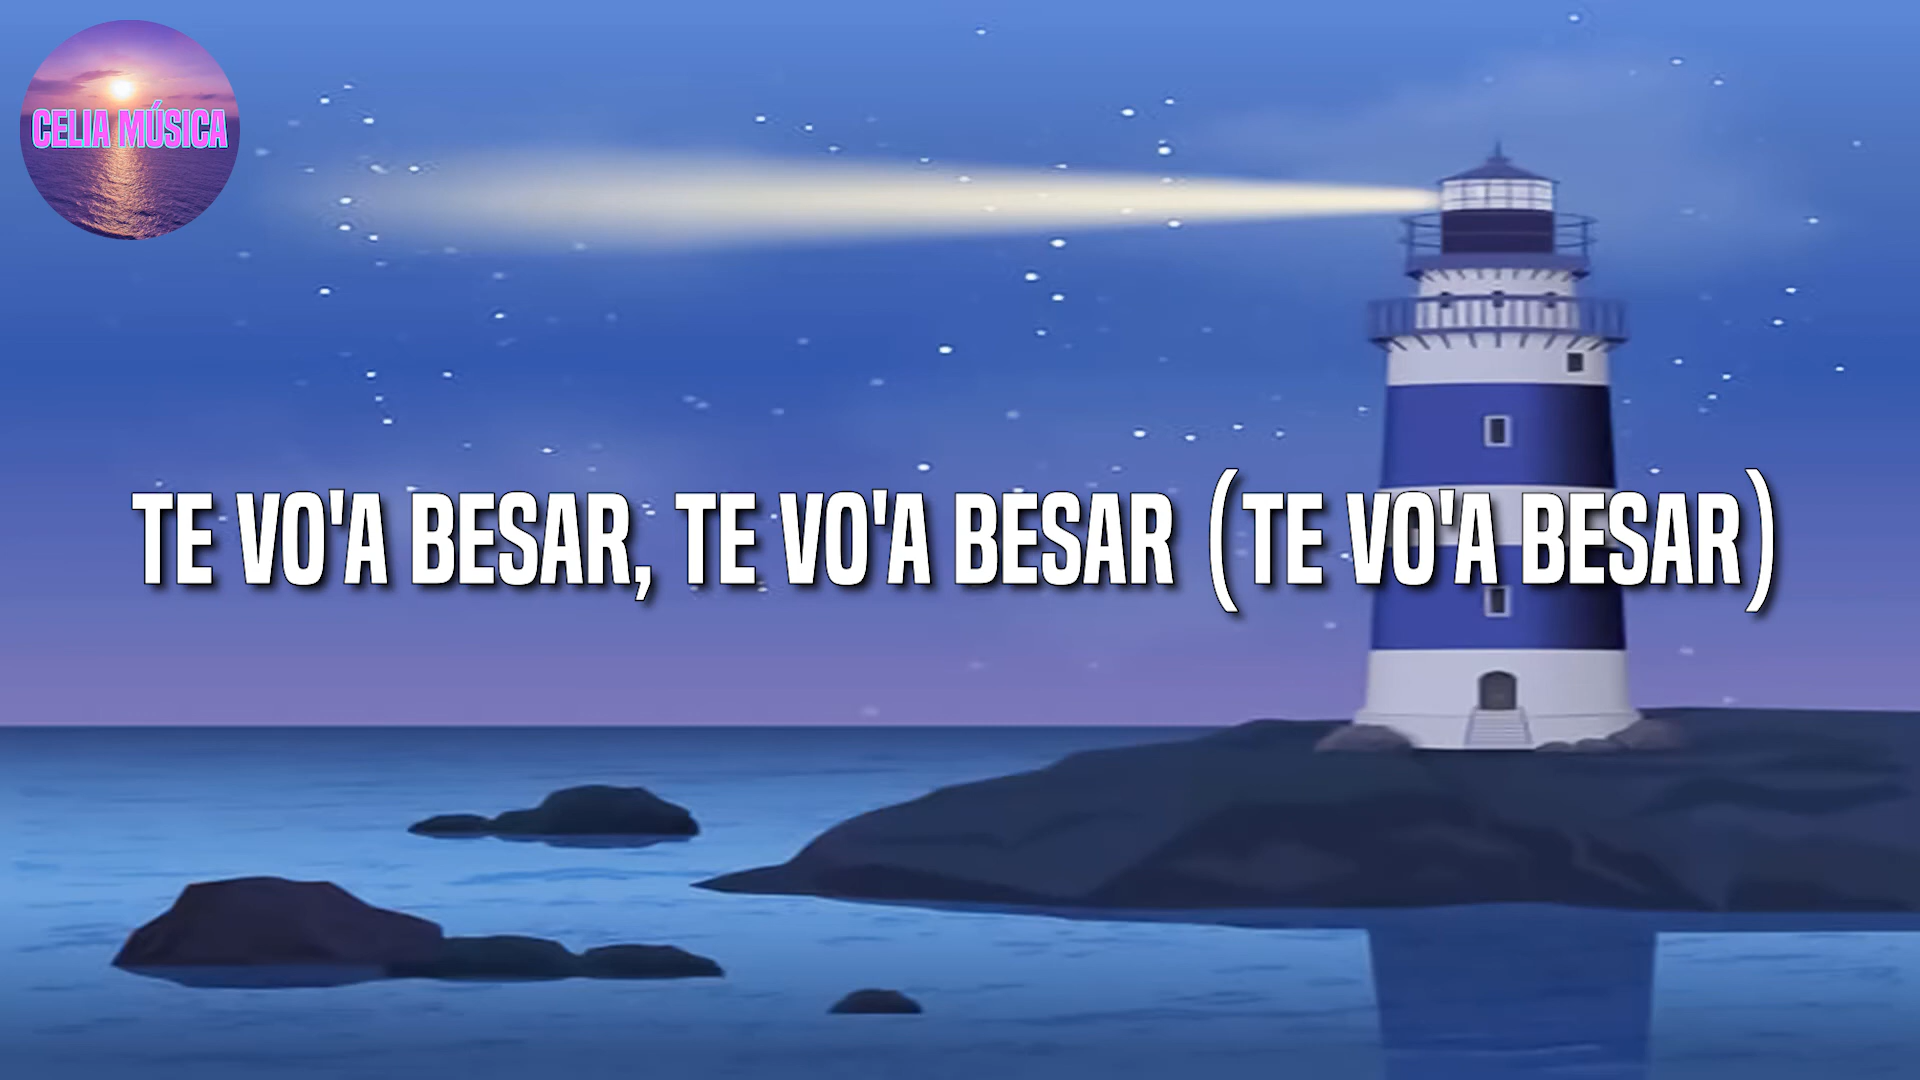 CELIA MÚSICA
TE VO'A BESAR, TE VO'A BESAR (TE VO'A BESAR)